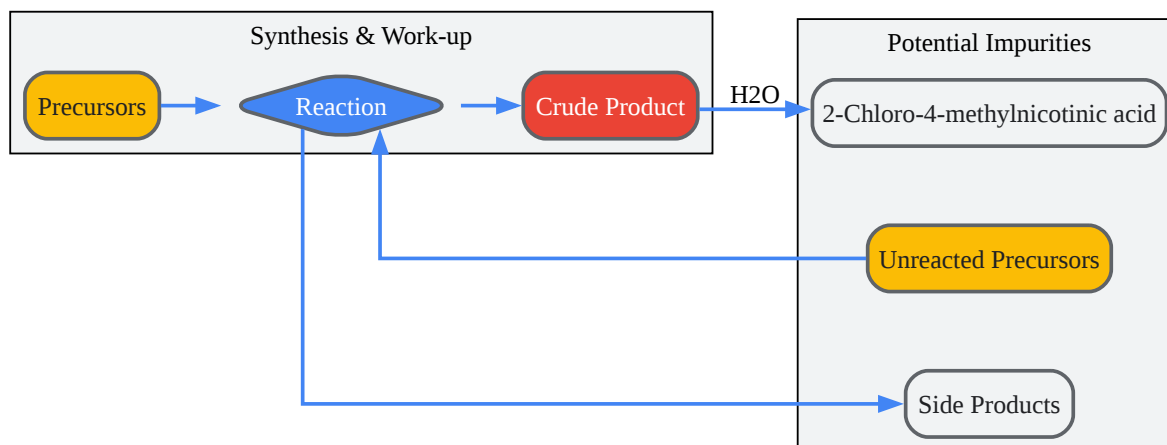 Synthesis & Work-up
Potential Impurities
Precursors
Reaction
Crude Product
H2O
2-Chloro-4-methylnicotinic acid
Unreacted Precursors
Side Products